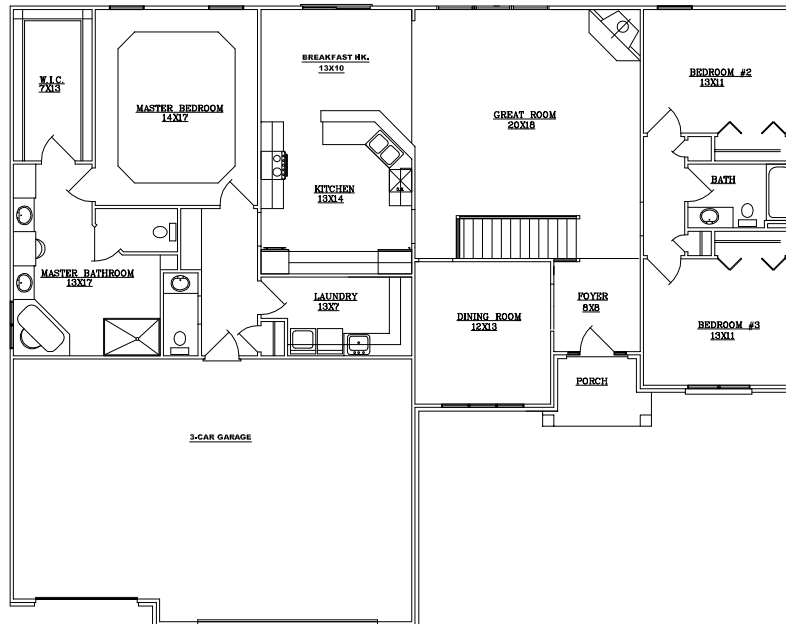 BREAKFAST NK.
13X10
W.I.C.
7X13
MASTER BEDROOM
14X17
GREAT ROOM
20X18
BEDROOM #2
13X11
KITCHEN
13X14
BATH
MASTER BATHROOM
13X17
LAUNDRY
13X7
DINING ROOM
12X13
FOYER
8X8
BEDROOM #3
13X11
PORCH
3-CAR GARAGE